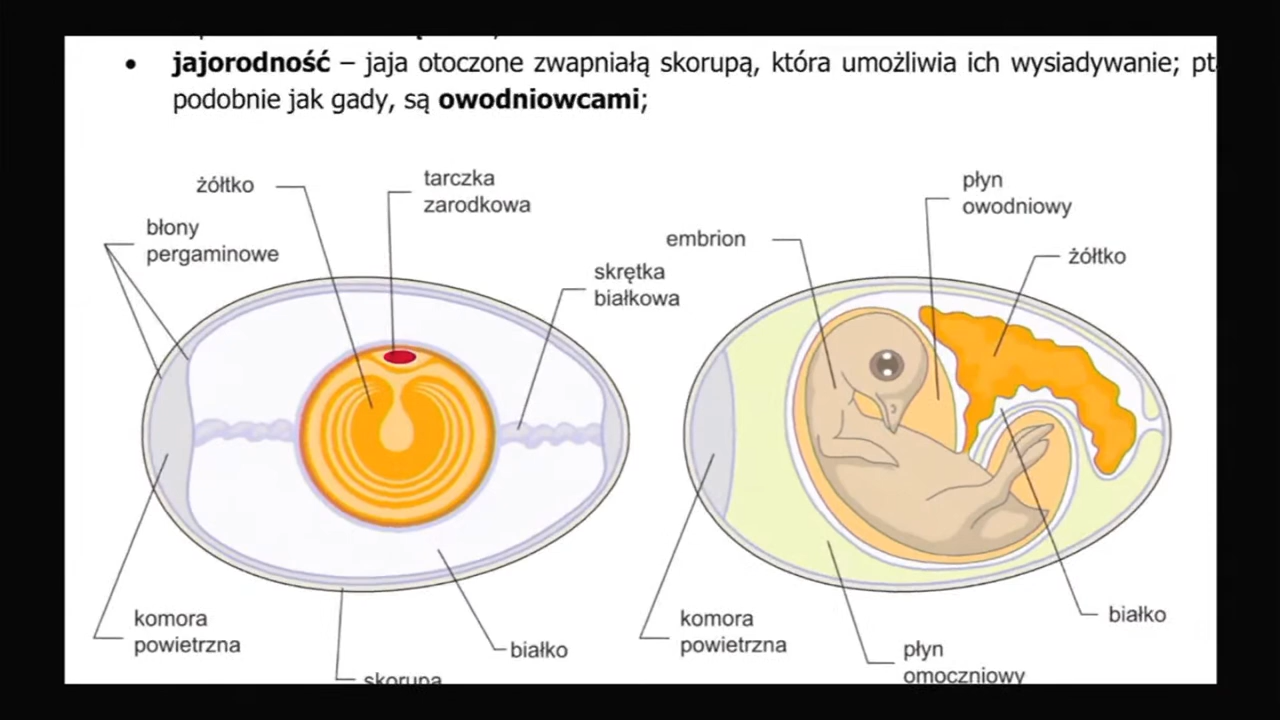 • jajorodność – jaja otoczone zwapniałą skorupą, która umożliwia ich wysiadywanie;
podobnie jak gady, są owodniowcami;
żółtko
tarczka
zarodkowa
błony
pergaminowe
skrętka
białkowa
komora
powietrzna
białko
skorupa
płyn
owodniowy
embrion
żółtko
komora
powietrzna
białko
płyn
omoczniowy